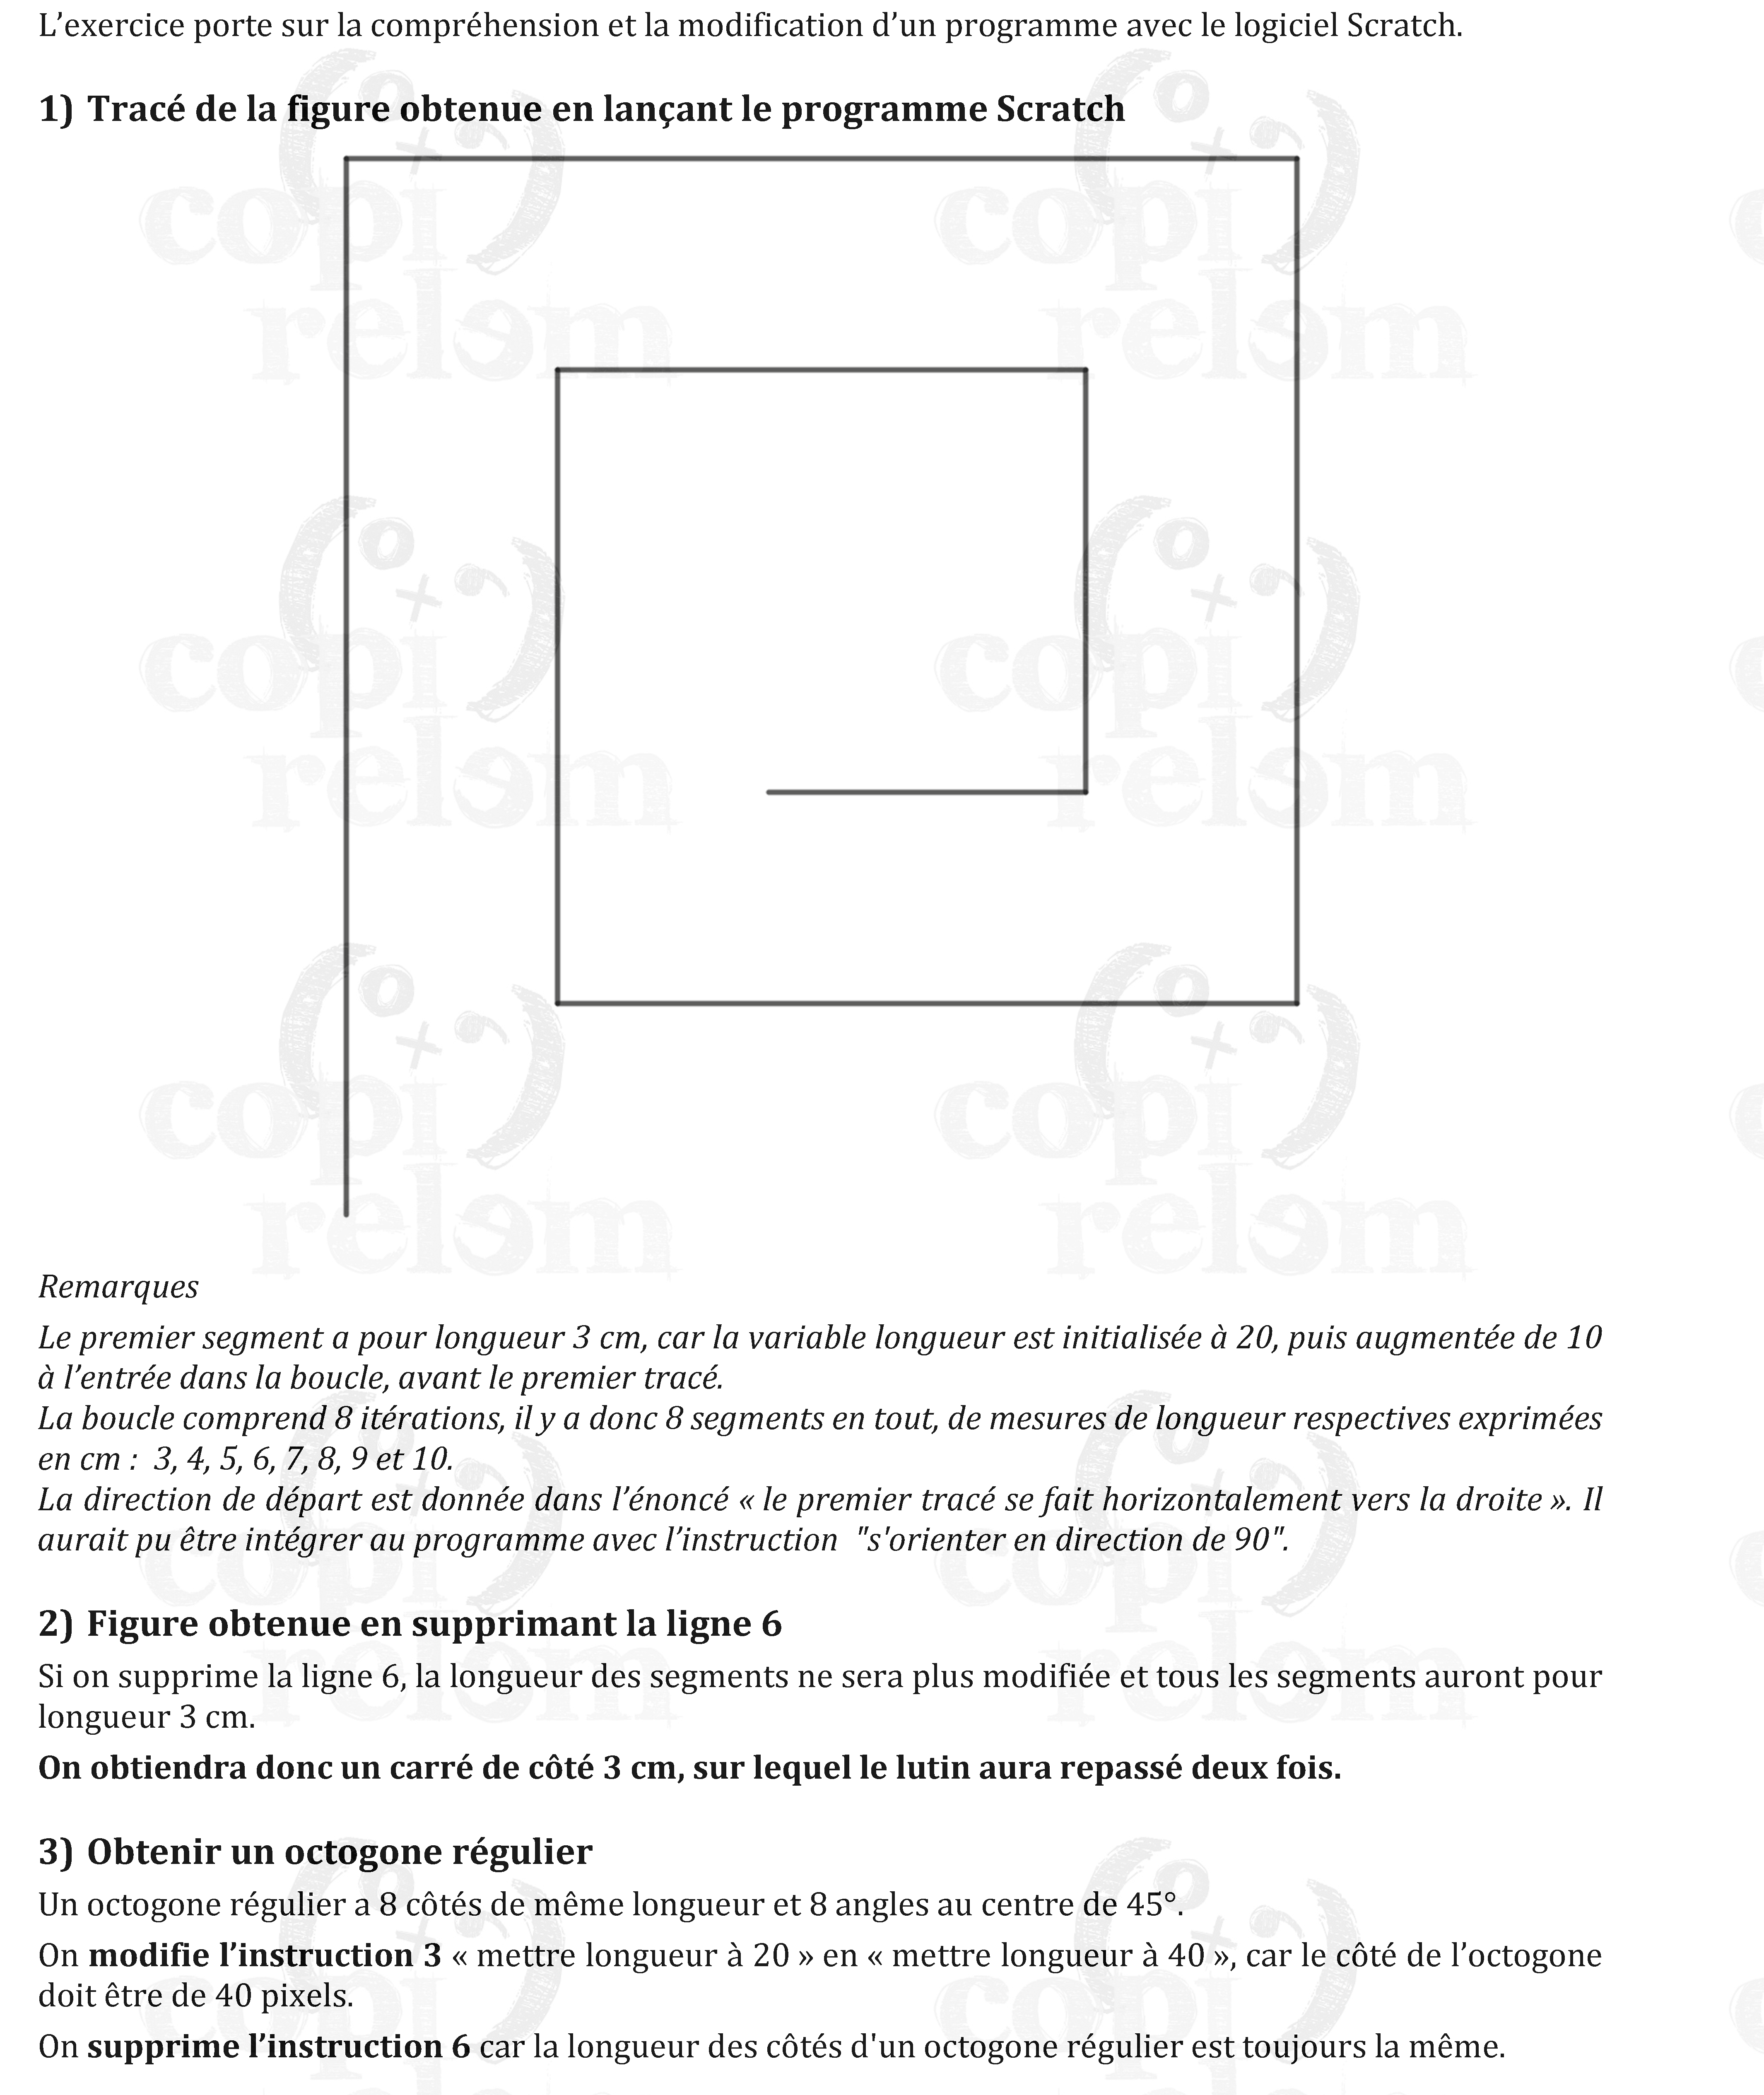 L’exercice porte sur la compréhension et la modification d’un programme avec le logiciel Scratch.
1) Tracé de la figure obtenue en lançant le programme Scratch
Remarques
Le premier segment a pour longueur 3 cm, car la variable longueur est initialisée à 20, puis augmentée de 10
à l’entrée dans la boucle, avant le premier tracé.
La boucle comprend 8 itérations, il y a donc 8 segments en tout, de mesures de longueur respectives exprimées
en cm : 3, 4, 5, 6, 7, 8, 9 et 10.
La direction de départ est donnée dans l’énoncé « le premier tracé se fait horizontalement vers la droite ». Il
aurait pu être intégrer au programme avec l’instruction "s'orienter en direction de 90".
2) Figure obtenue en supprimant la ligne 6
Si on supprime la ligne 6, la longueur des segments ne sera plus modifiée et tous les segments auront pour
longueur 3 cm.
On obtiendra donc un carré de côté 3 cm, sur lequel le lutin aura repassé deux fois.
3) Obtenir un octogone régulier
Un octogone régulier a 8 côtés de même longueur et 8 angles au centre de 45°.
On modifie l’instruction 3 « mettre longueur à 20 » en « mettre longueur à 40 », car le côté de l’octogone
doit être de 40 pixels.
On supprime l’instruction 6 car la longueur des côtés d'un octogone régulier est toujours la même.